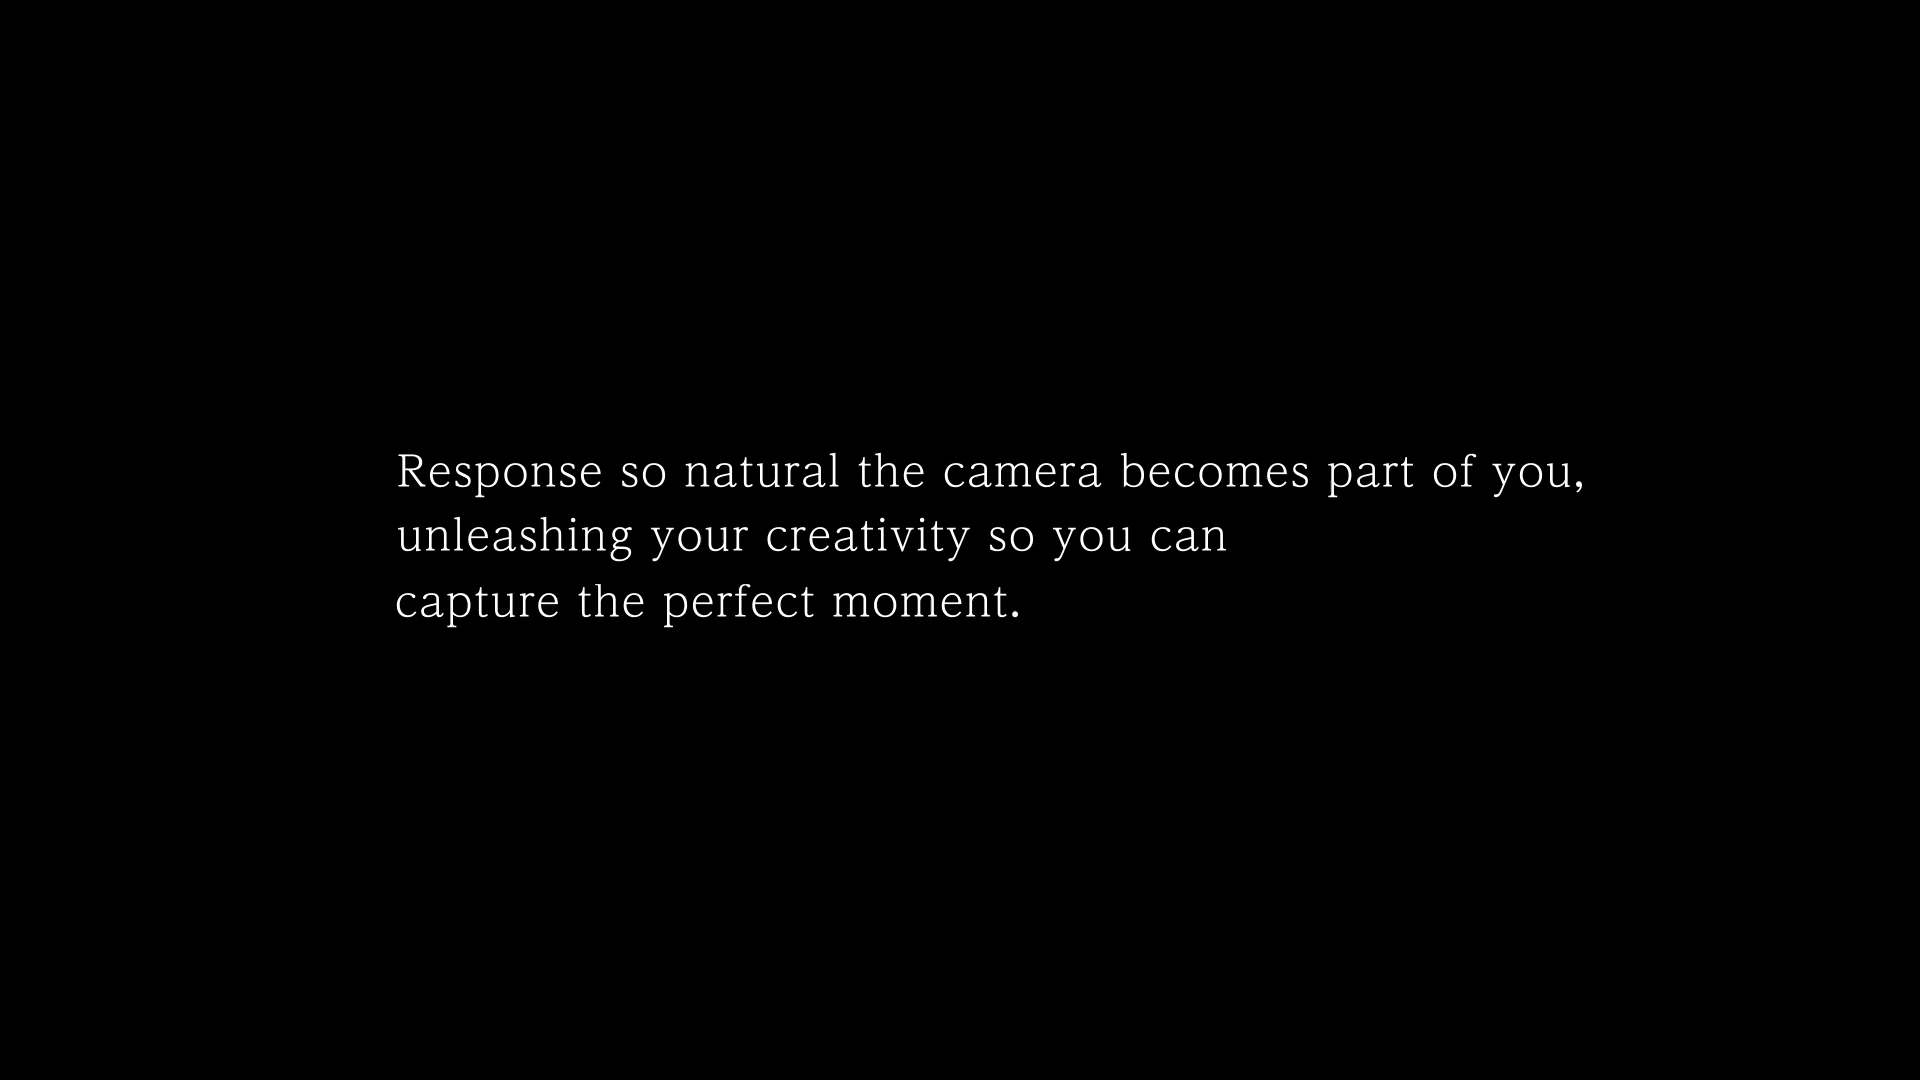 Response so natural the camera becomes part of you,
unleashing your creativity so you can
capture the perfect moment.